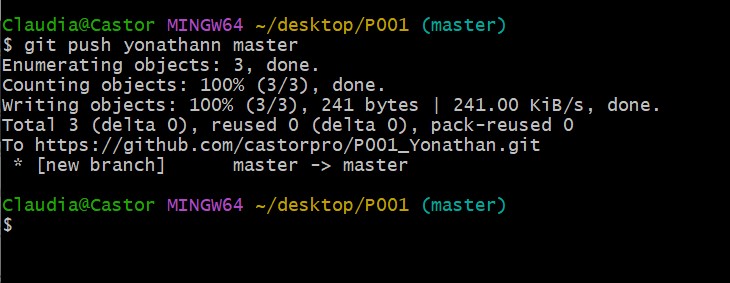 Claudia@Castor MINGW64 ~/desktop/P001 (master)
$ git push yonathann master
Enumerating objects: 3, done.
Counting objects: 100% (3/3), done.
Writing objects: 100% (3/3), 241 bytes | 241.00 KiB/s, done.
Total 3 (delta 0), reused 0 (delta 0), pack-reused 0
To https://github.com/castorpro/P001_Yonathan.git
 * [new branch]      master -> master
Claudia@Castor MINGW64 ~/desktop/P001 (master)
$